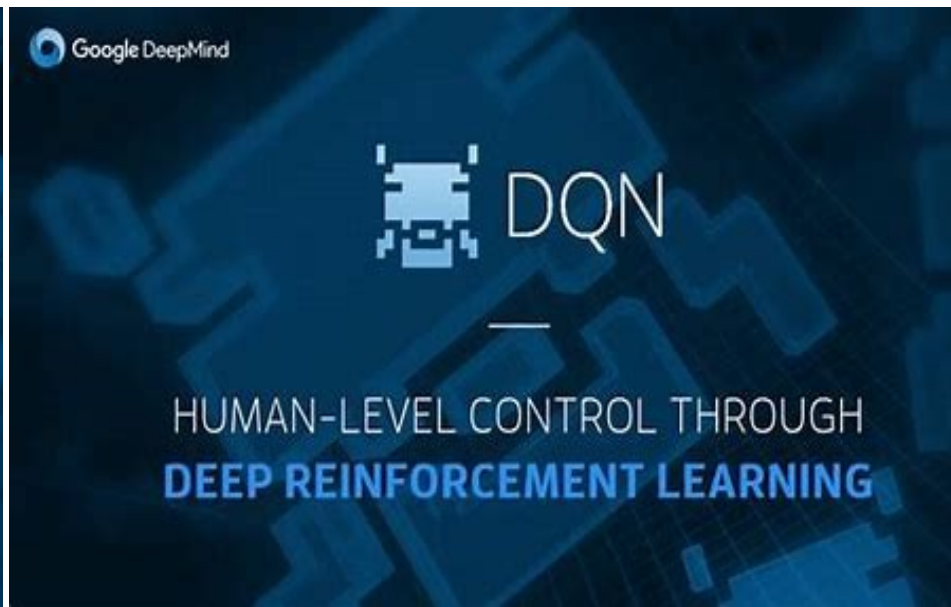 Google DeepMind
DQN
HUMAN-LEVEL CONTROL THROUGH
DEEP REINFORCEMENT LEARNING